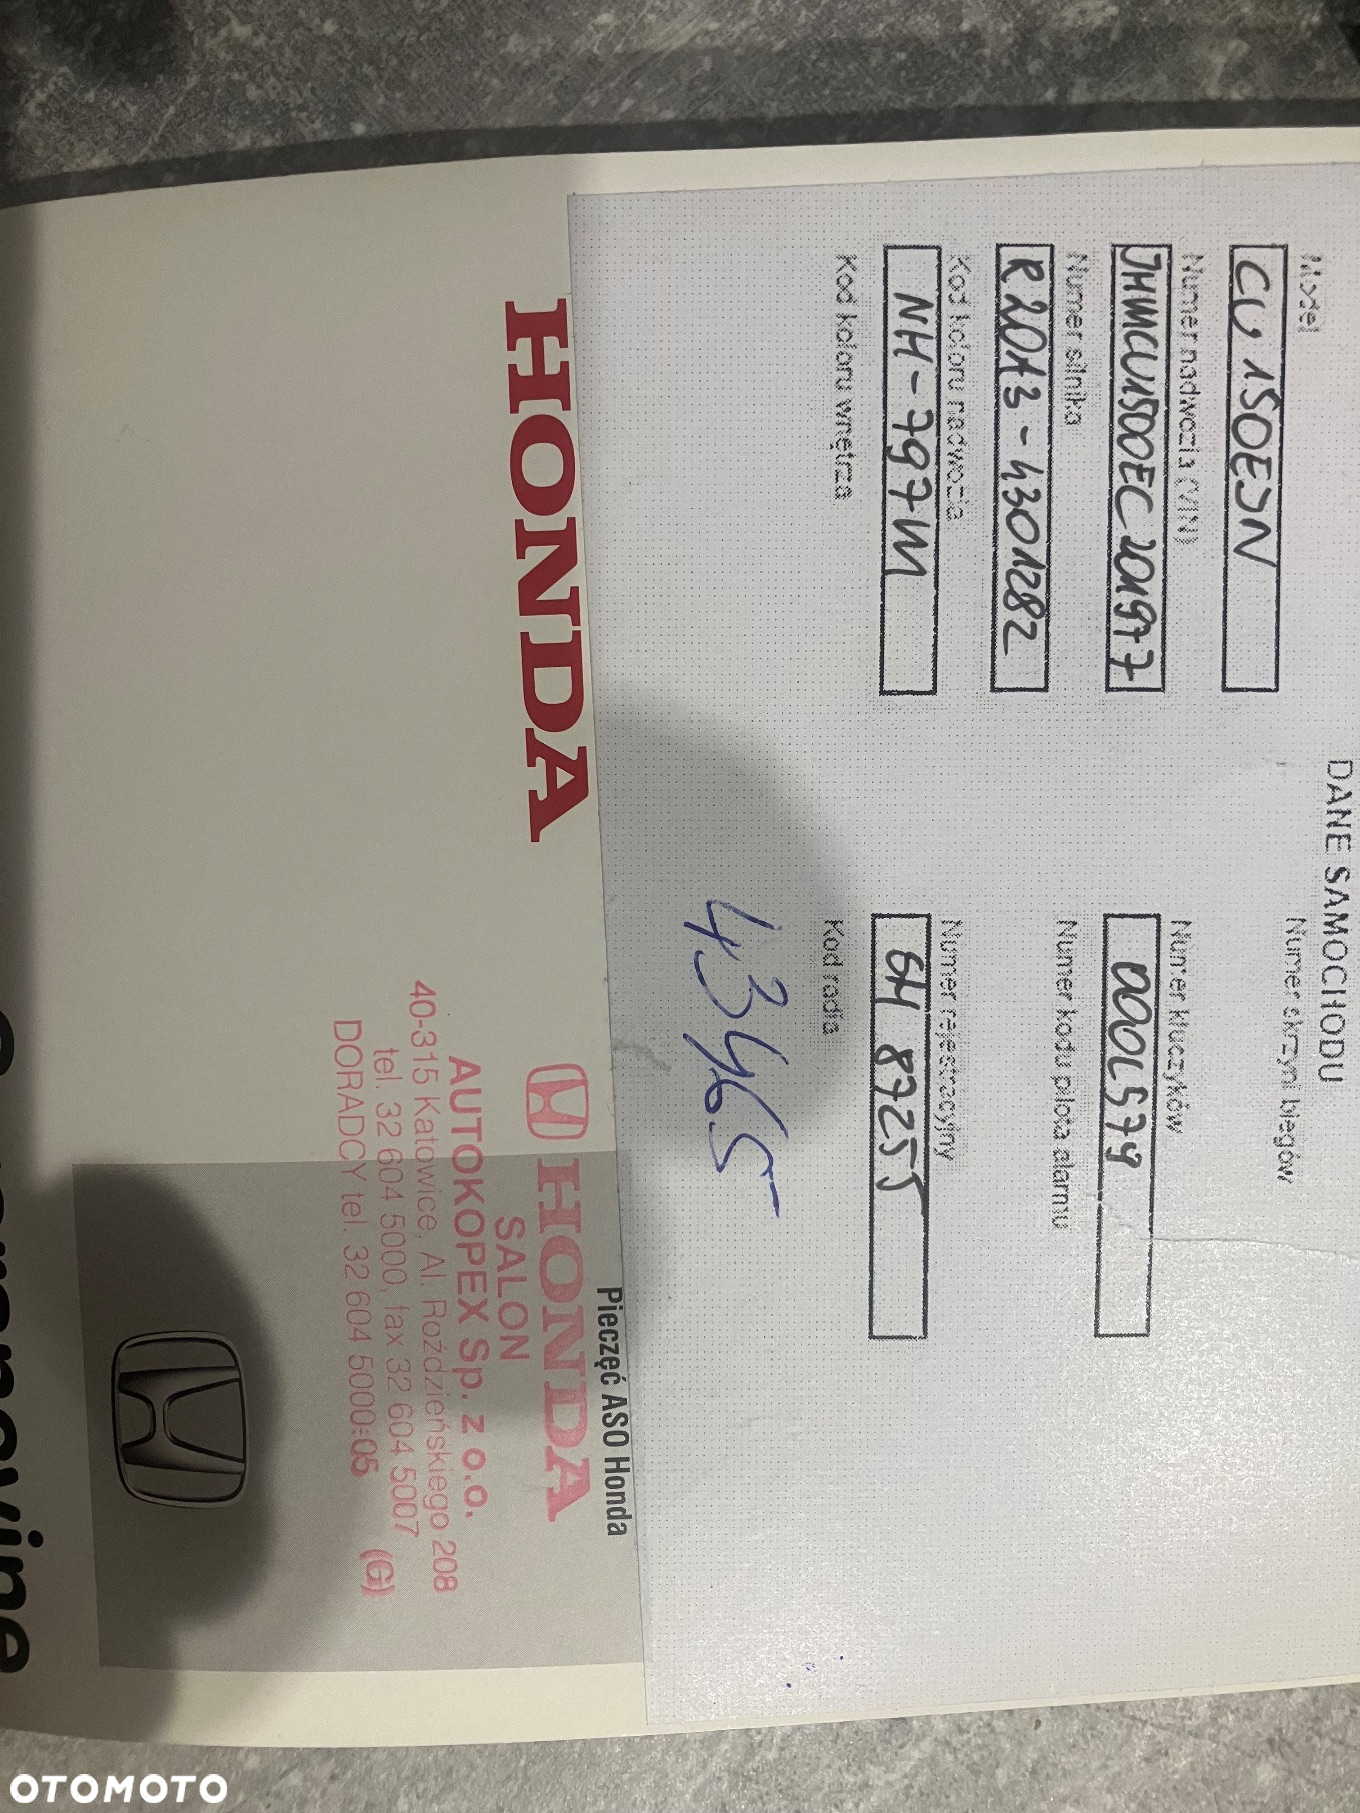 DANE SAMOCHODU
Model
CU1SOEJN
Numer skrzyni biegów
Numer nadwozia (VIN)
JHMCU1500EC201977
Numer kluczyków
000L579
Numer silnika
R20A3-4301282
Numer kodu pilota alarmu
Kod koloru nadwozia
NH-797M
Numer rejestracyjny
SH 87255
Kod koloru wnętrza
Kod radia
43465
Pieczęć ASO Honda
HONDA
HONDA
SALON
AUTOKOPEX Sp. z o.o.
40-315 Katowice, Al. Roździeńskiego 208
tel. 32 604 5000, fax 32 604 5007
DORADCY tel. 32 604 5000÷05 (G)
OTOMOTO